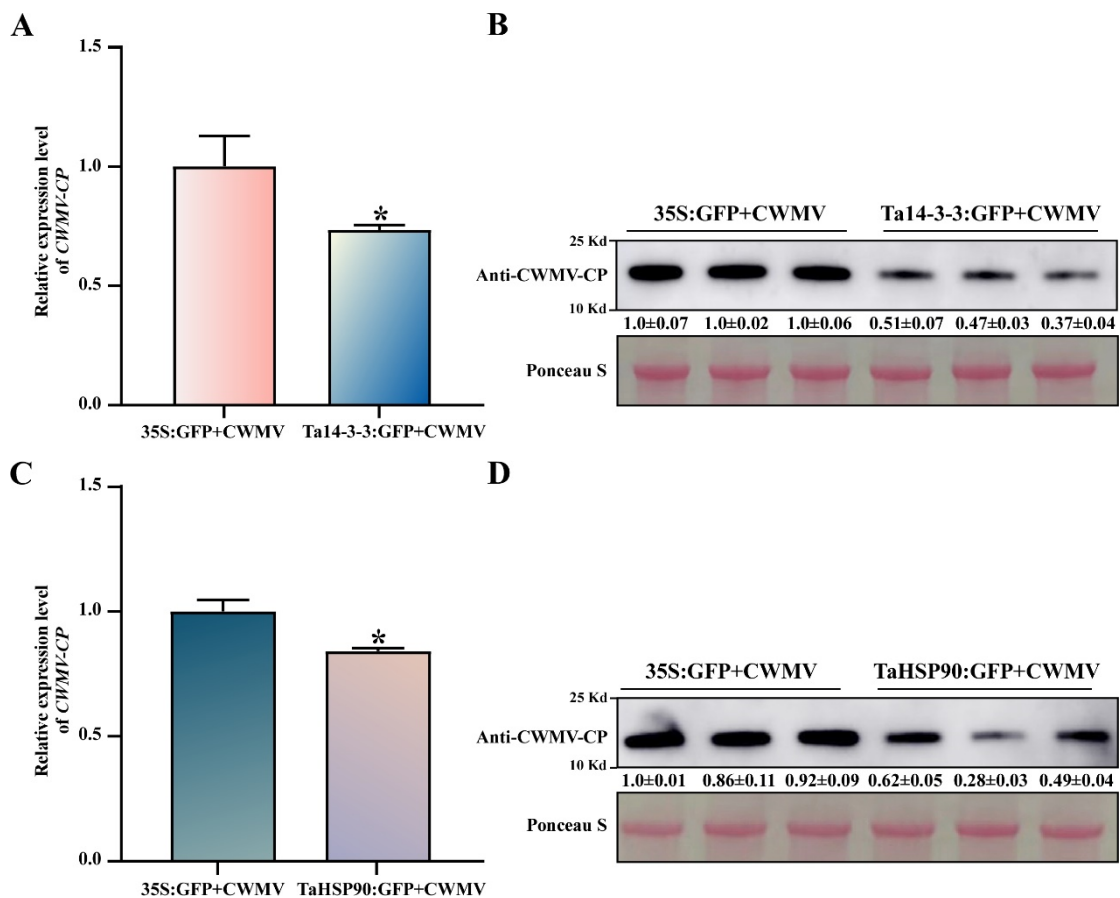 A
1.5
1.0
0.5
0.0
Relative expression level
of CWMV-CP
*
35S:GFP+CWMV
Ta14-3-3:GFP+CWMV
B
35S:GFP+CWMV
Ta14-3-3:GFP+CWMV
25 Kd
Anti-CWMV-CP
10 Kd
1.0±0.07 1.0±0.02 1.0±0.06 0.51±0.07 0.47±0.03 0.37±0.04
Ponceau S
C
1.5
1.0
0.5
0.0
Relative expression level
of CWMV-CP
*
35S:GFP+CWMV
TaHSP90:GFP+CWMV
D
35S:GFP+CWMV
TaHSP90:GFP+CWMV
25 Kd
Anti-CWMV-CP
10 Kd
1.0±0.01 0.86±0.11 0.92±0.09 0.62±0.05 0.28±0.03 0.49±0.04
Ponceau S